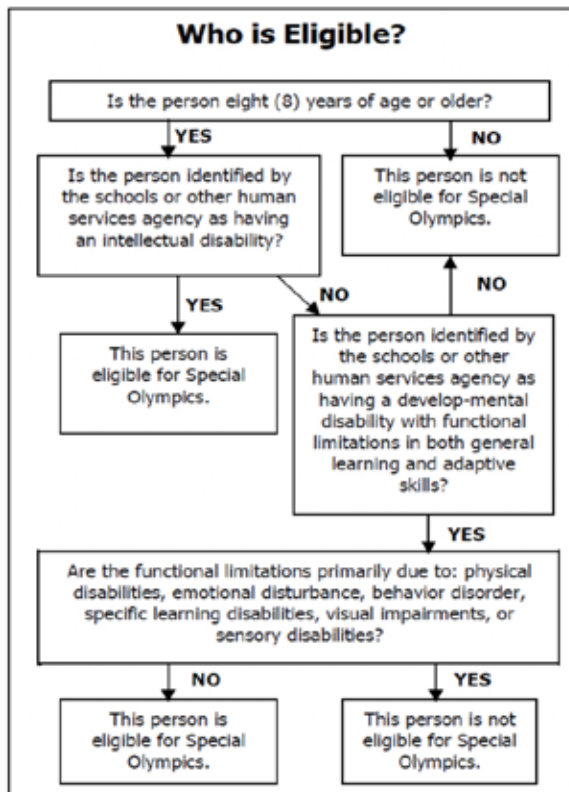 Who is Eligible?
Is the person eight (8) years of age or older?
YES
NO
Is the person identified by
the schools or other human
services agency as having
an intellectual disability?
This person is not
eligible for Special
Olympics.
YES
NO
NO
This person is
eligible for Special
Olympics.
Is the person identified by
the schools or other
human services agency as
having a develop-mental
disability with functional
limitations in both general
learning and adaptive
skills?
YES
Are the functional limitations primarily due to: physical
disabilities, emotional disturbance, behavior disorder,
specific learning disabilities, visual impairments, or
sensory disabilities?
NO
YES
This person is
eligible for Special
Olympics.
This person is not
eligible for Special
Olympics.